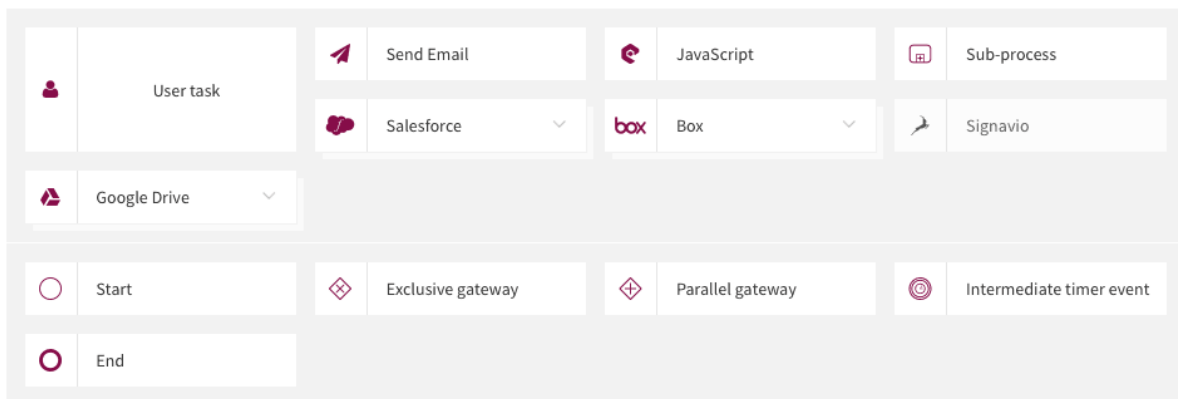 User task
Send Email
JavaScript
Sub-process
Salesforce
box Box
Signavio
Google Drive
Start
Exclusive gateway
Parallel gateway
Intermediate timer event
End